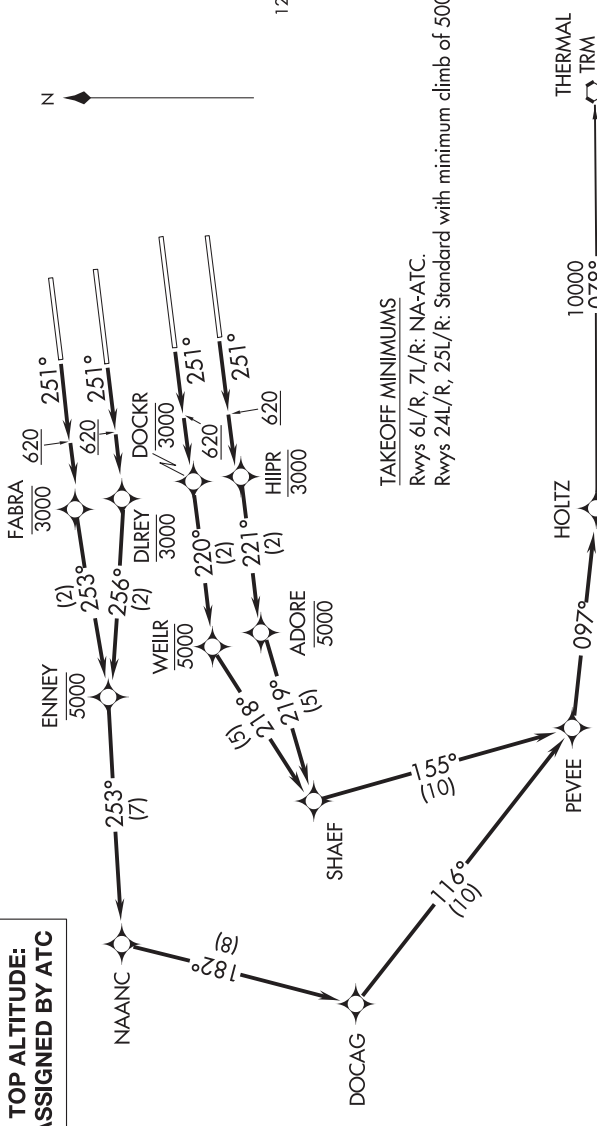 TOP ALTITUDE:
ASSIGNED BY ATC
N
FABRA
3000
620
251°
620
251°
DLREY
3000
(2)
253°
256°
(2)
ENNEY
5000
253°
(7)
NAANC
182°
(8)
DOCAG
116°
(10)
DOCKR
3000
620
251°
620
251°
HIIPR
3000
220°
(2)
221°
(2)
WEILR
5000
ADORE
5000
218°
(5)
219°
(5)
SHAEF
155°
(10)
PEVEE
097°
HOLTZ
10000
078°
THERMAL
TRM
TAKEOFF MINIMUMS
Rwys 6L/R, 7L/R: NA-ATC.
Rwys 24L/R, 25L/R: Standard with minimum climb of 500
12